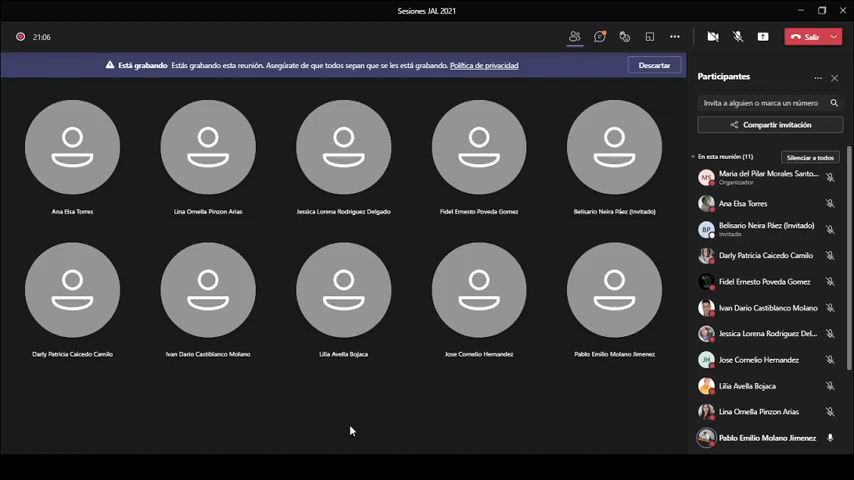 Sesiones JAL 2021
21:06
Salir
Está grabando Estás grabando esta reunión. Asegúrate de que todos sepan que se les está grabando. Política de privacidad
Descartar
Participantes
Invita a alguien o marca un número
Compartir invitación
En esta reunión (11)
Silenciar a todos
Maria del Pilar Morales Santo...
Organizador
Ana Elsa Torres
Belisario Neira Páez (Invitado)
Invitado
Darly Patricia Caicedo Camilo
Fidel Ernesto Poveda Gomez
Ivan Dario Castiblanco Molano
Jessica Lorena Rodriguez Del...
Jose Cornelio Hernandez
Lilia Avella Bojaca
Lina Ornella Pinzon Arias
Pablo Emilio Molano Jimenez
MS
BP
JH
Ana Elsa Torres
Lina Ornella Pinzon Arias
Jessica Lorena Rodriguez Delgado
Fidel Ernesto Poveda Gomez
Belisario Neira Páez (Invitado)
Darly Patricia Caicedo Camilo
Ivan Dario Castiblanco Molano
Lilia Avella Bojaca
Jose Cornelio Hernandez
Pablo Emilio Molano Jimenez